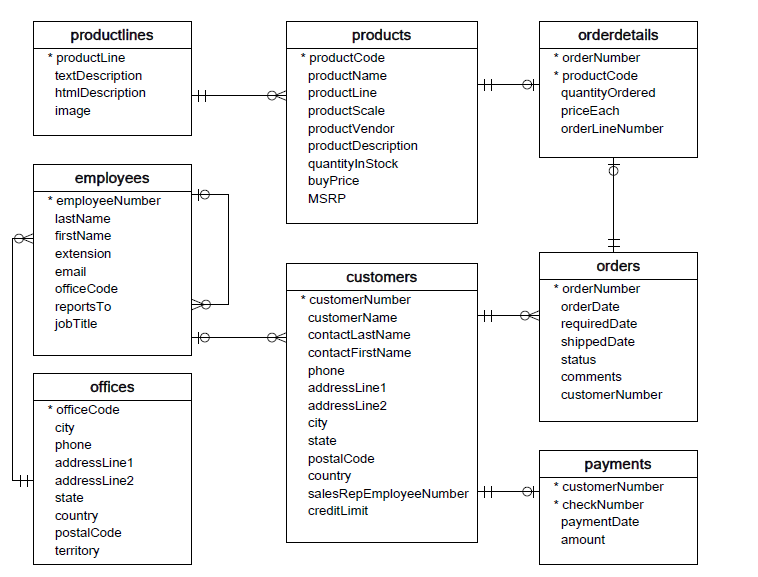 productlines
* productLine
textDescription
htmlDescription
image
products
* productCode
productName
productLine
productScale
productVendor
productDescription
quantityInStock
buyPrice
MSRP
orderdetails
* orderNumber
* productCode
quantityOrdered
priceEach
orderLineNumber
employees
* employeeNumber
lastName
firstName
extension
email
officeCode
reportsTo
jobTitle
customers
* customerNumber
customerName
contactLastName
contactFirstName
phone
addressLine1
addressLine2
city
state
postalCode
country
salesRepEmployeeNumber
creditLimit
orders
* orderNumber
orderDate
requiredDate
shippedDate
status
comments
customerNumber
offices
* officeCode
city
phone
addressLine1
addressLine2
state
country
postalCode
territory
payments
* customerNumber
* checkNumber
paymentDate
amount